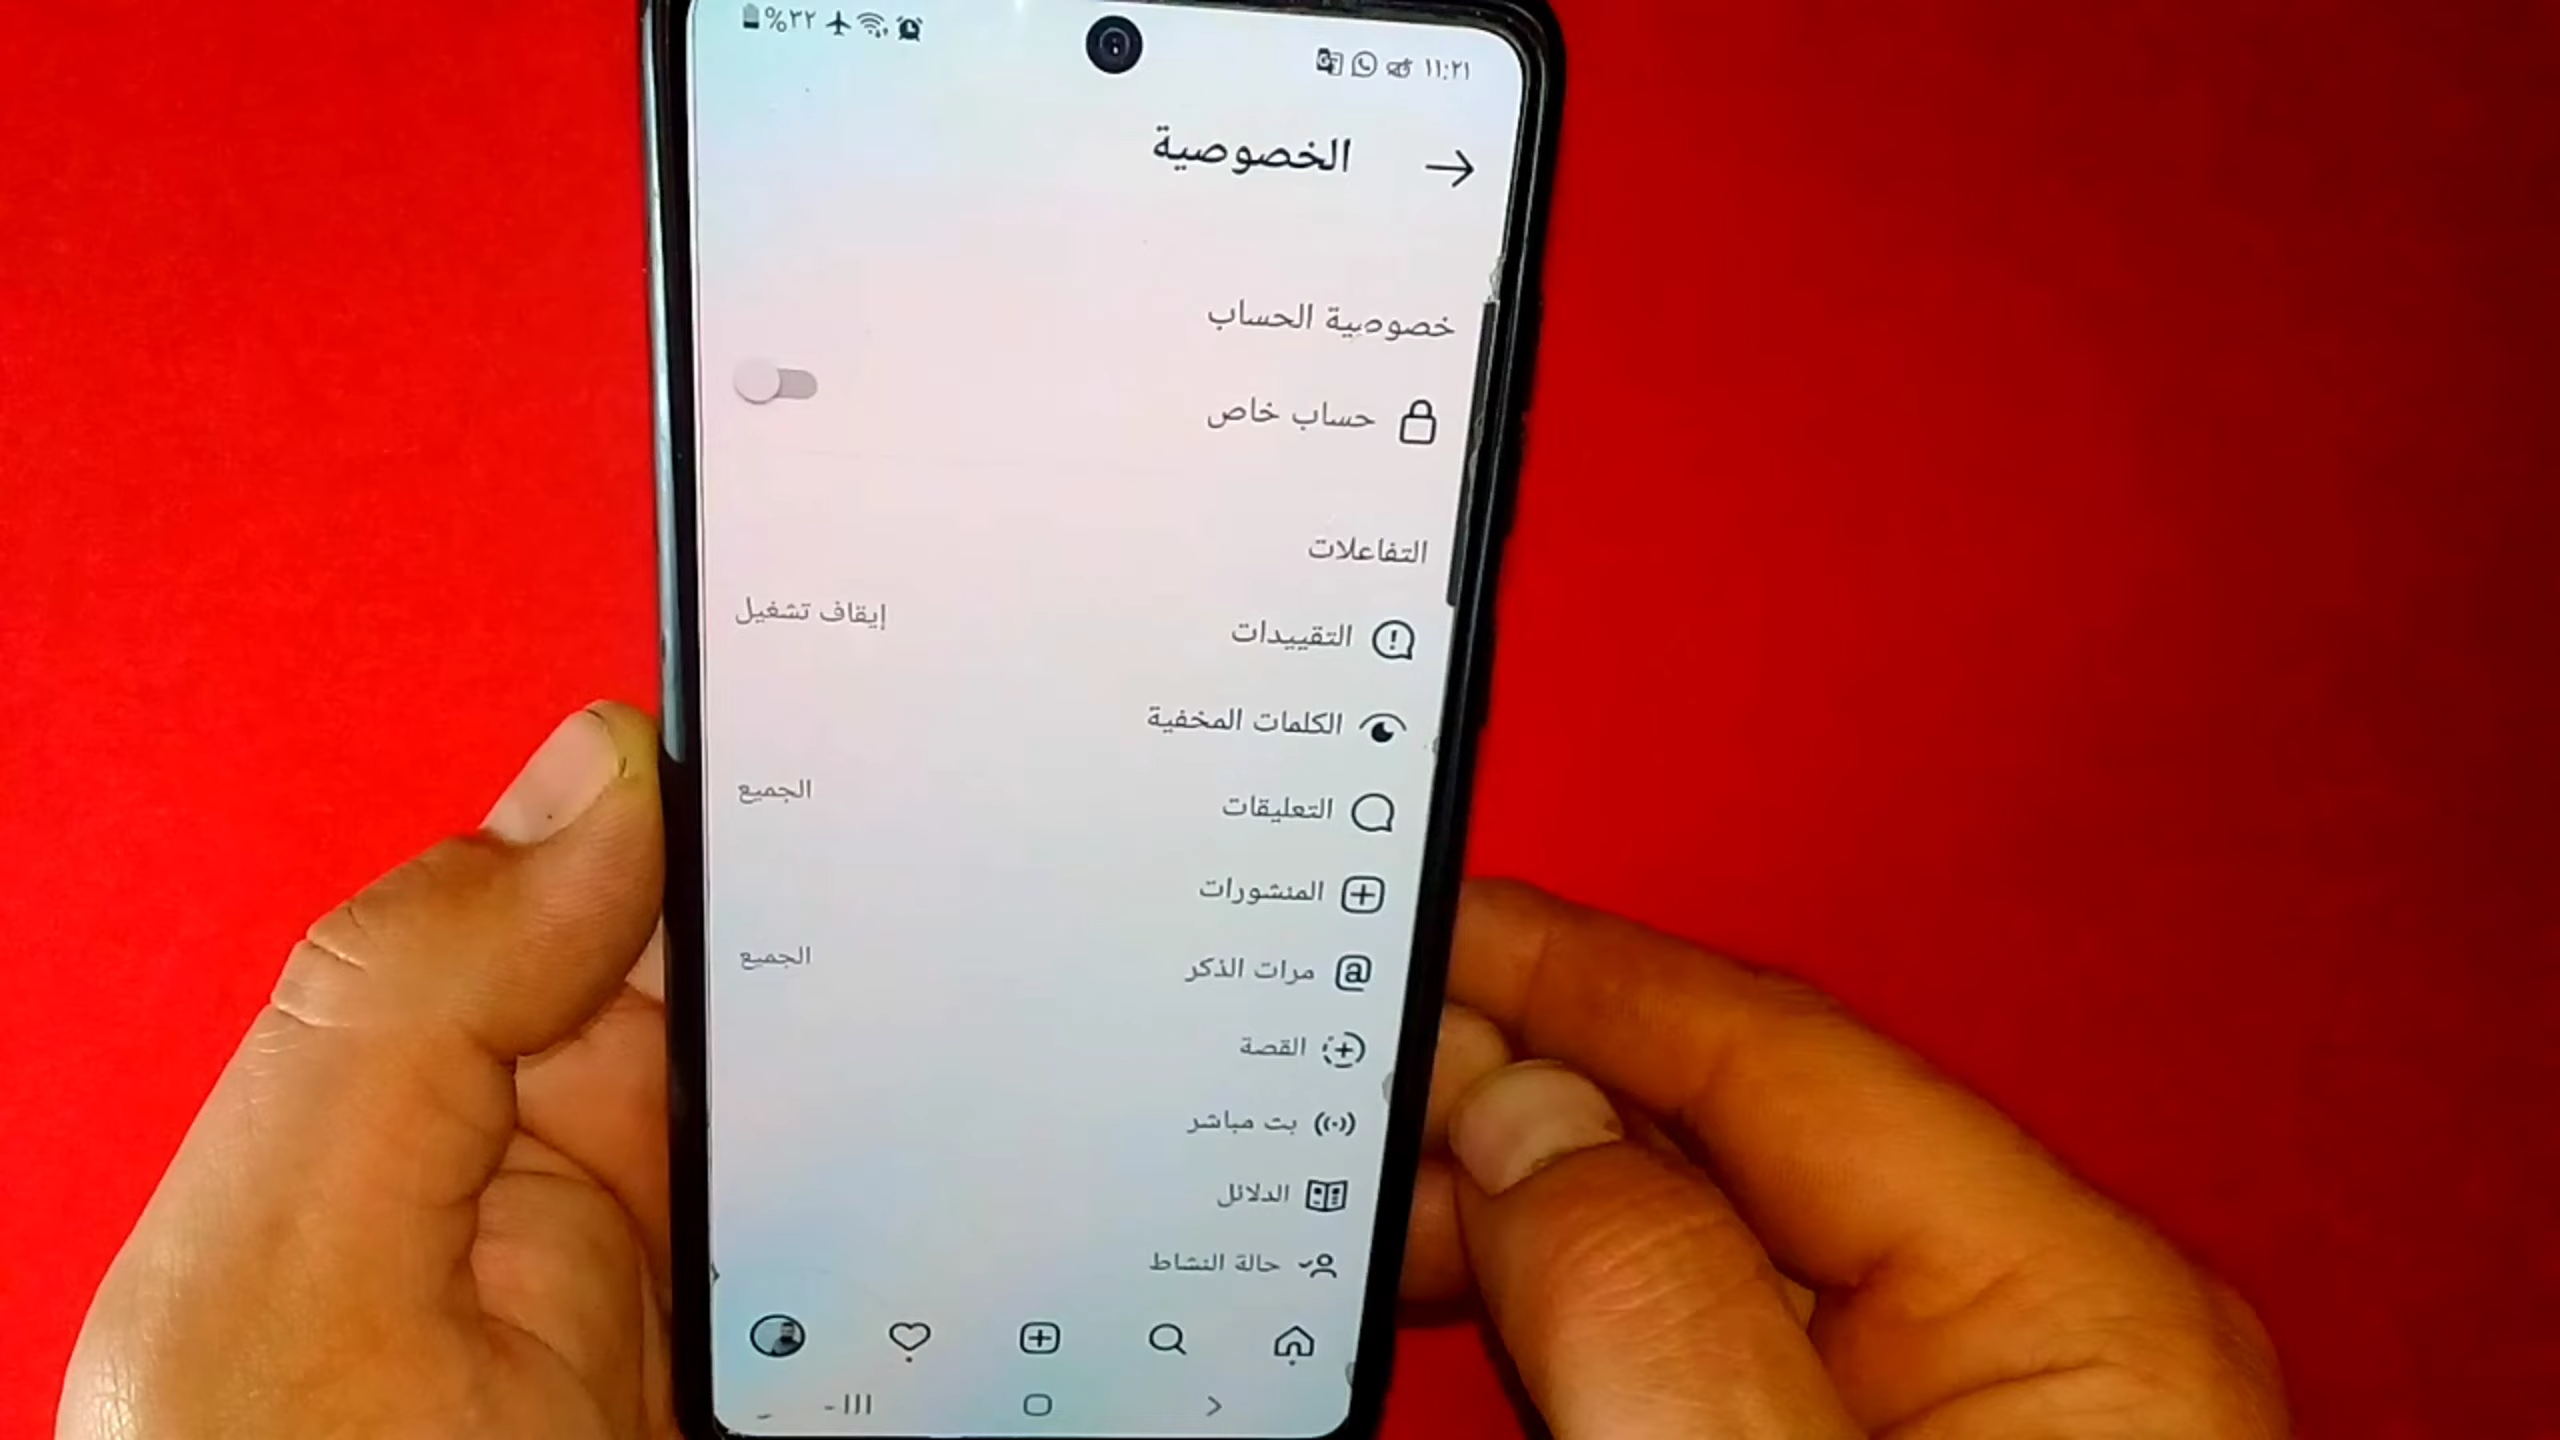 ١١:٢١
%٣٢
الخصوصية
خصوصية الحساب
حساب خاص
التفاعلات
التقييدات
إيقاف تشغيل
الكلمات المخفية
التعليقات
الجميع
المنشورات
مرات الذكر
الجميع
القصة
بث مباشر
الدلائل
حالة النشاط